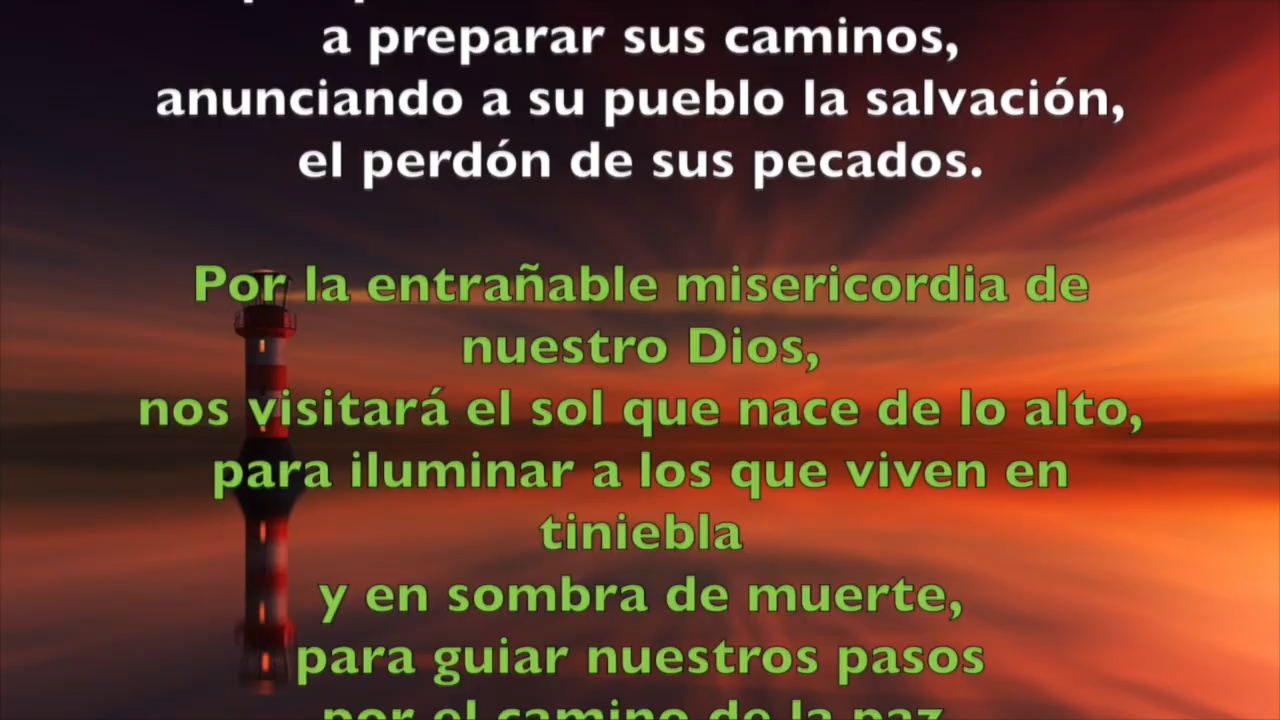 a preparar sus caminos,
anunciando a su pueblo la salvación,
el perdón de sus pecados.
Por la entrañable misericordia de
nuestro Dios,
nos visitará el sol que nace de lo alto,
para iluminar a los que viven en
tiniebla
y en sombra de muerte,
para guiar nuestros pasos
por el camino de la paz